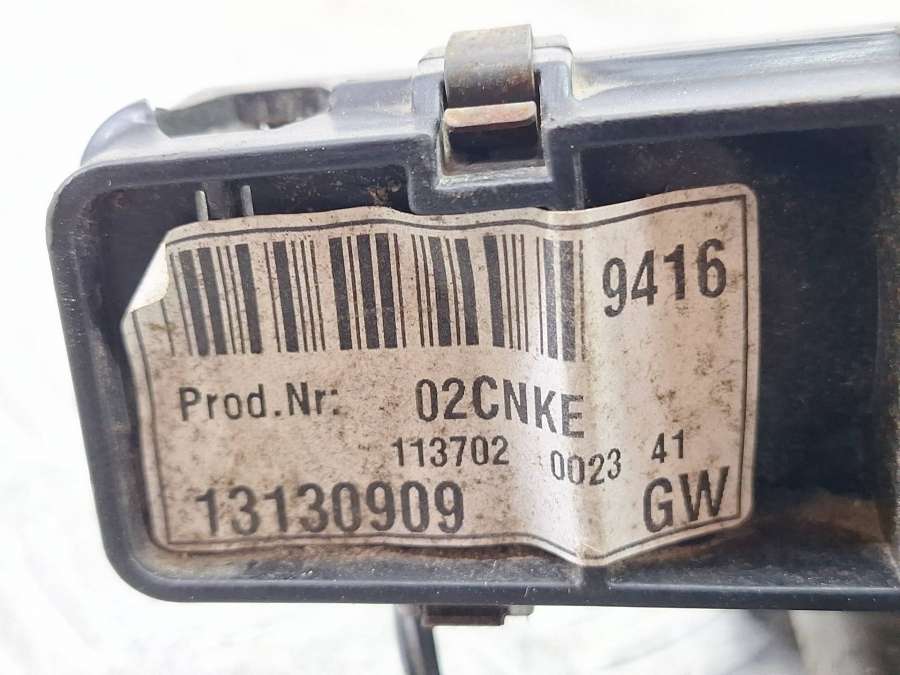 9416
Prod.Nr: 02CNKE
113702 0023 41
13130909 GW